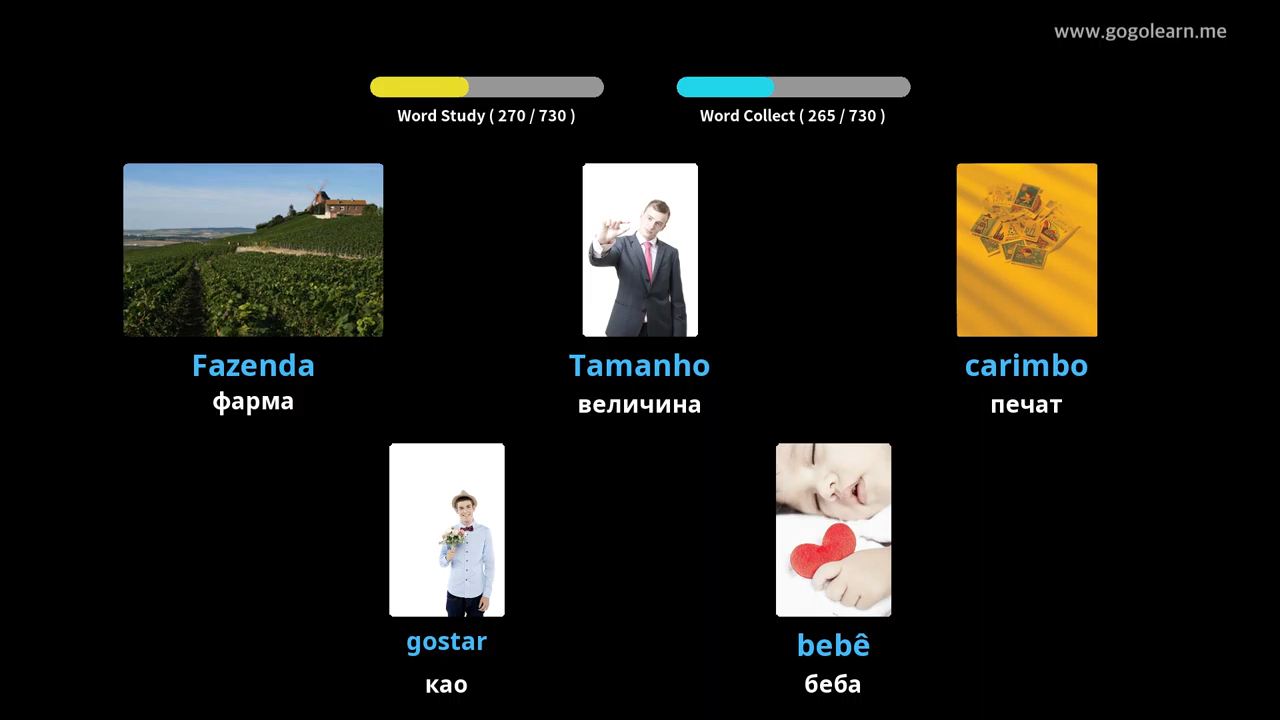 www.gogolearn.me
Word Study ( 270 / 730 )
Word Collect ( 265 / 730 )
Fazenda
фарма
Tamanho
величина
carimbo
печат
gostar
као
bebê
беба